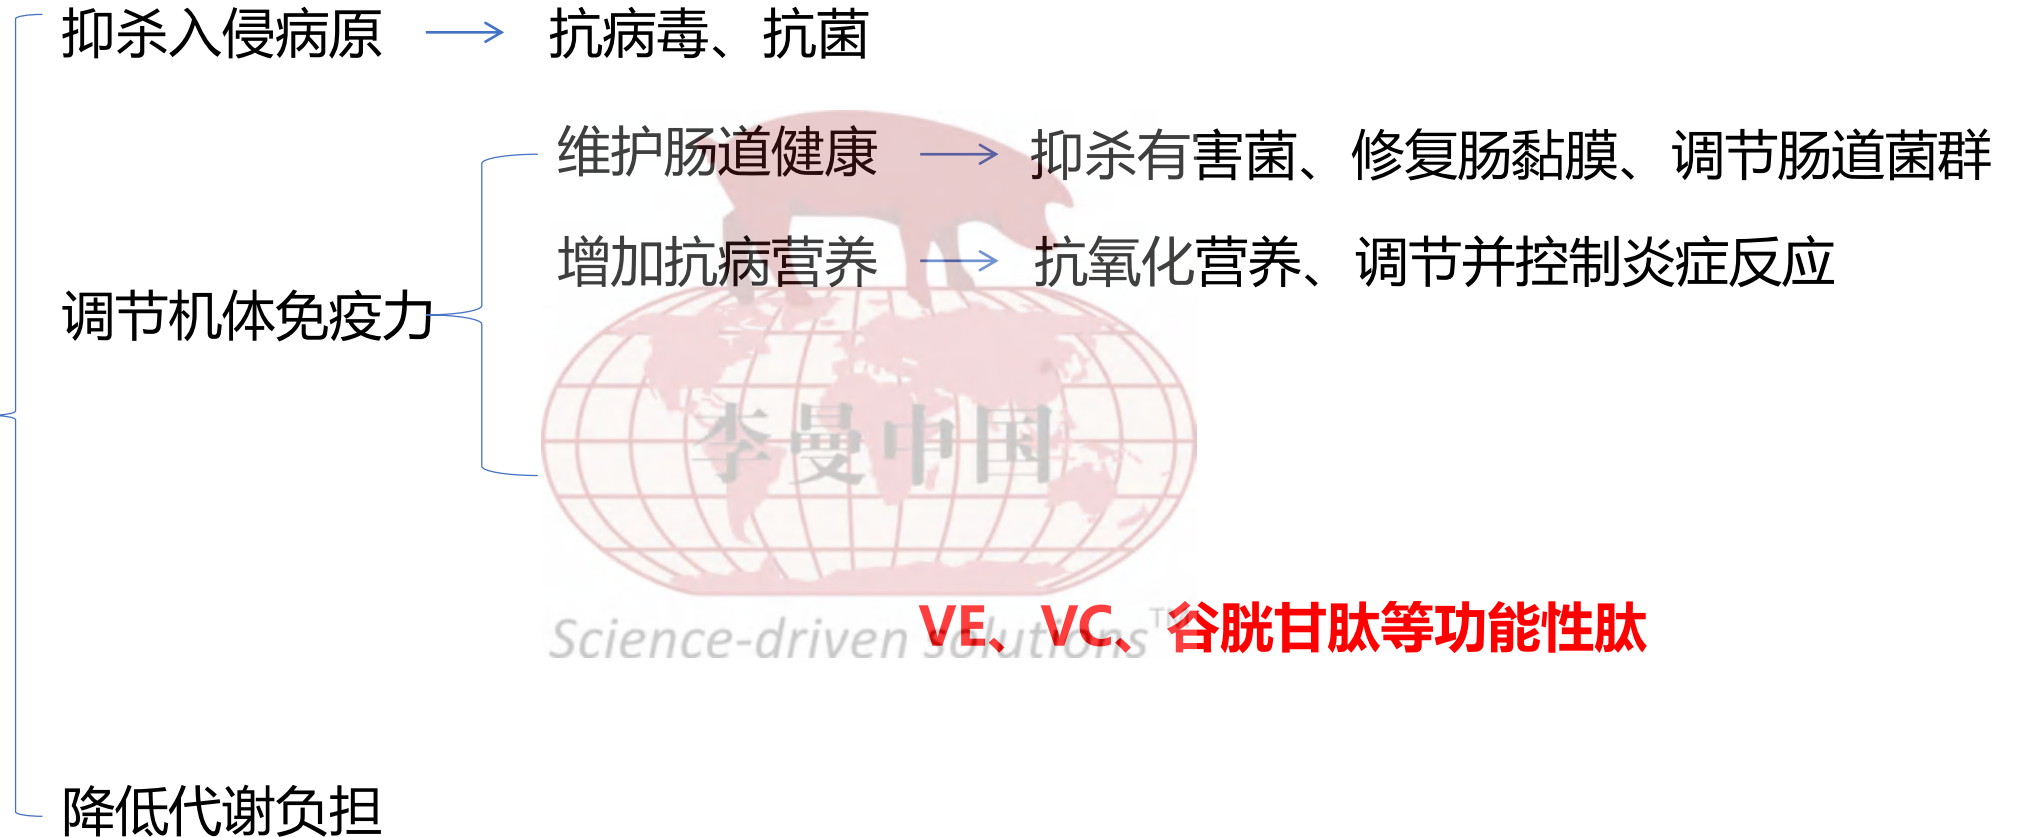 抑杀入侵病原 抗病毒、抗菌
维护肠道健康 抑杀有害菌、修复肠黏膜、调节肠道菌群
增加抗病营养 抗氧化营养、调节并控制炎症反应
调节机体免疫力
李曼中国
VE、VC、谷胱甘肽等功能性肽
Science-driven solutions™
降低代谢负担